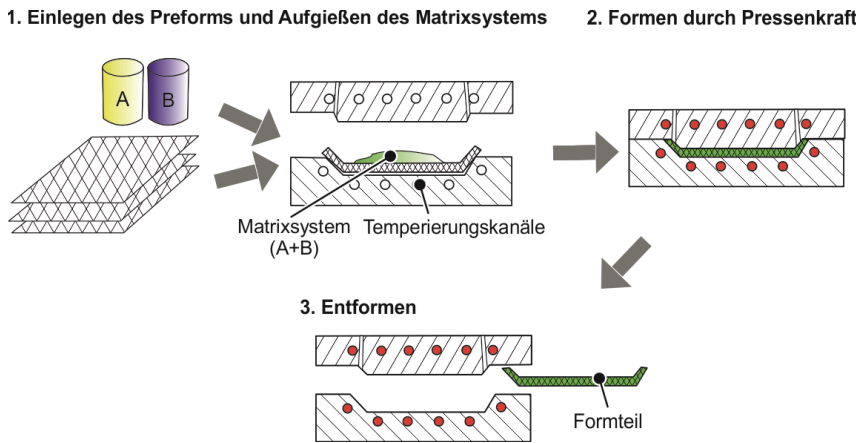 1. Einlegen des Preforms und Aufgießen des Matrixsystems
2. Formen durch Pressenkraft
A
B
Matrixsystem
(A+B)
Temperierungskanäle
3. Entformen
Formteil